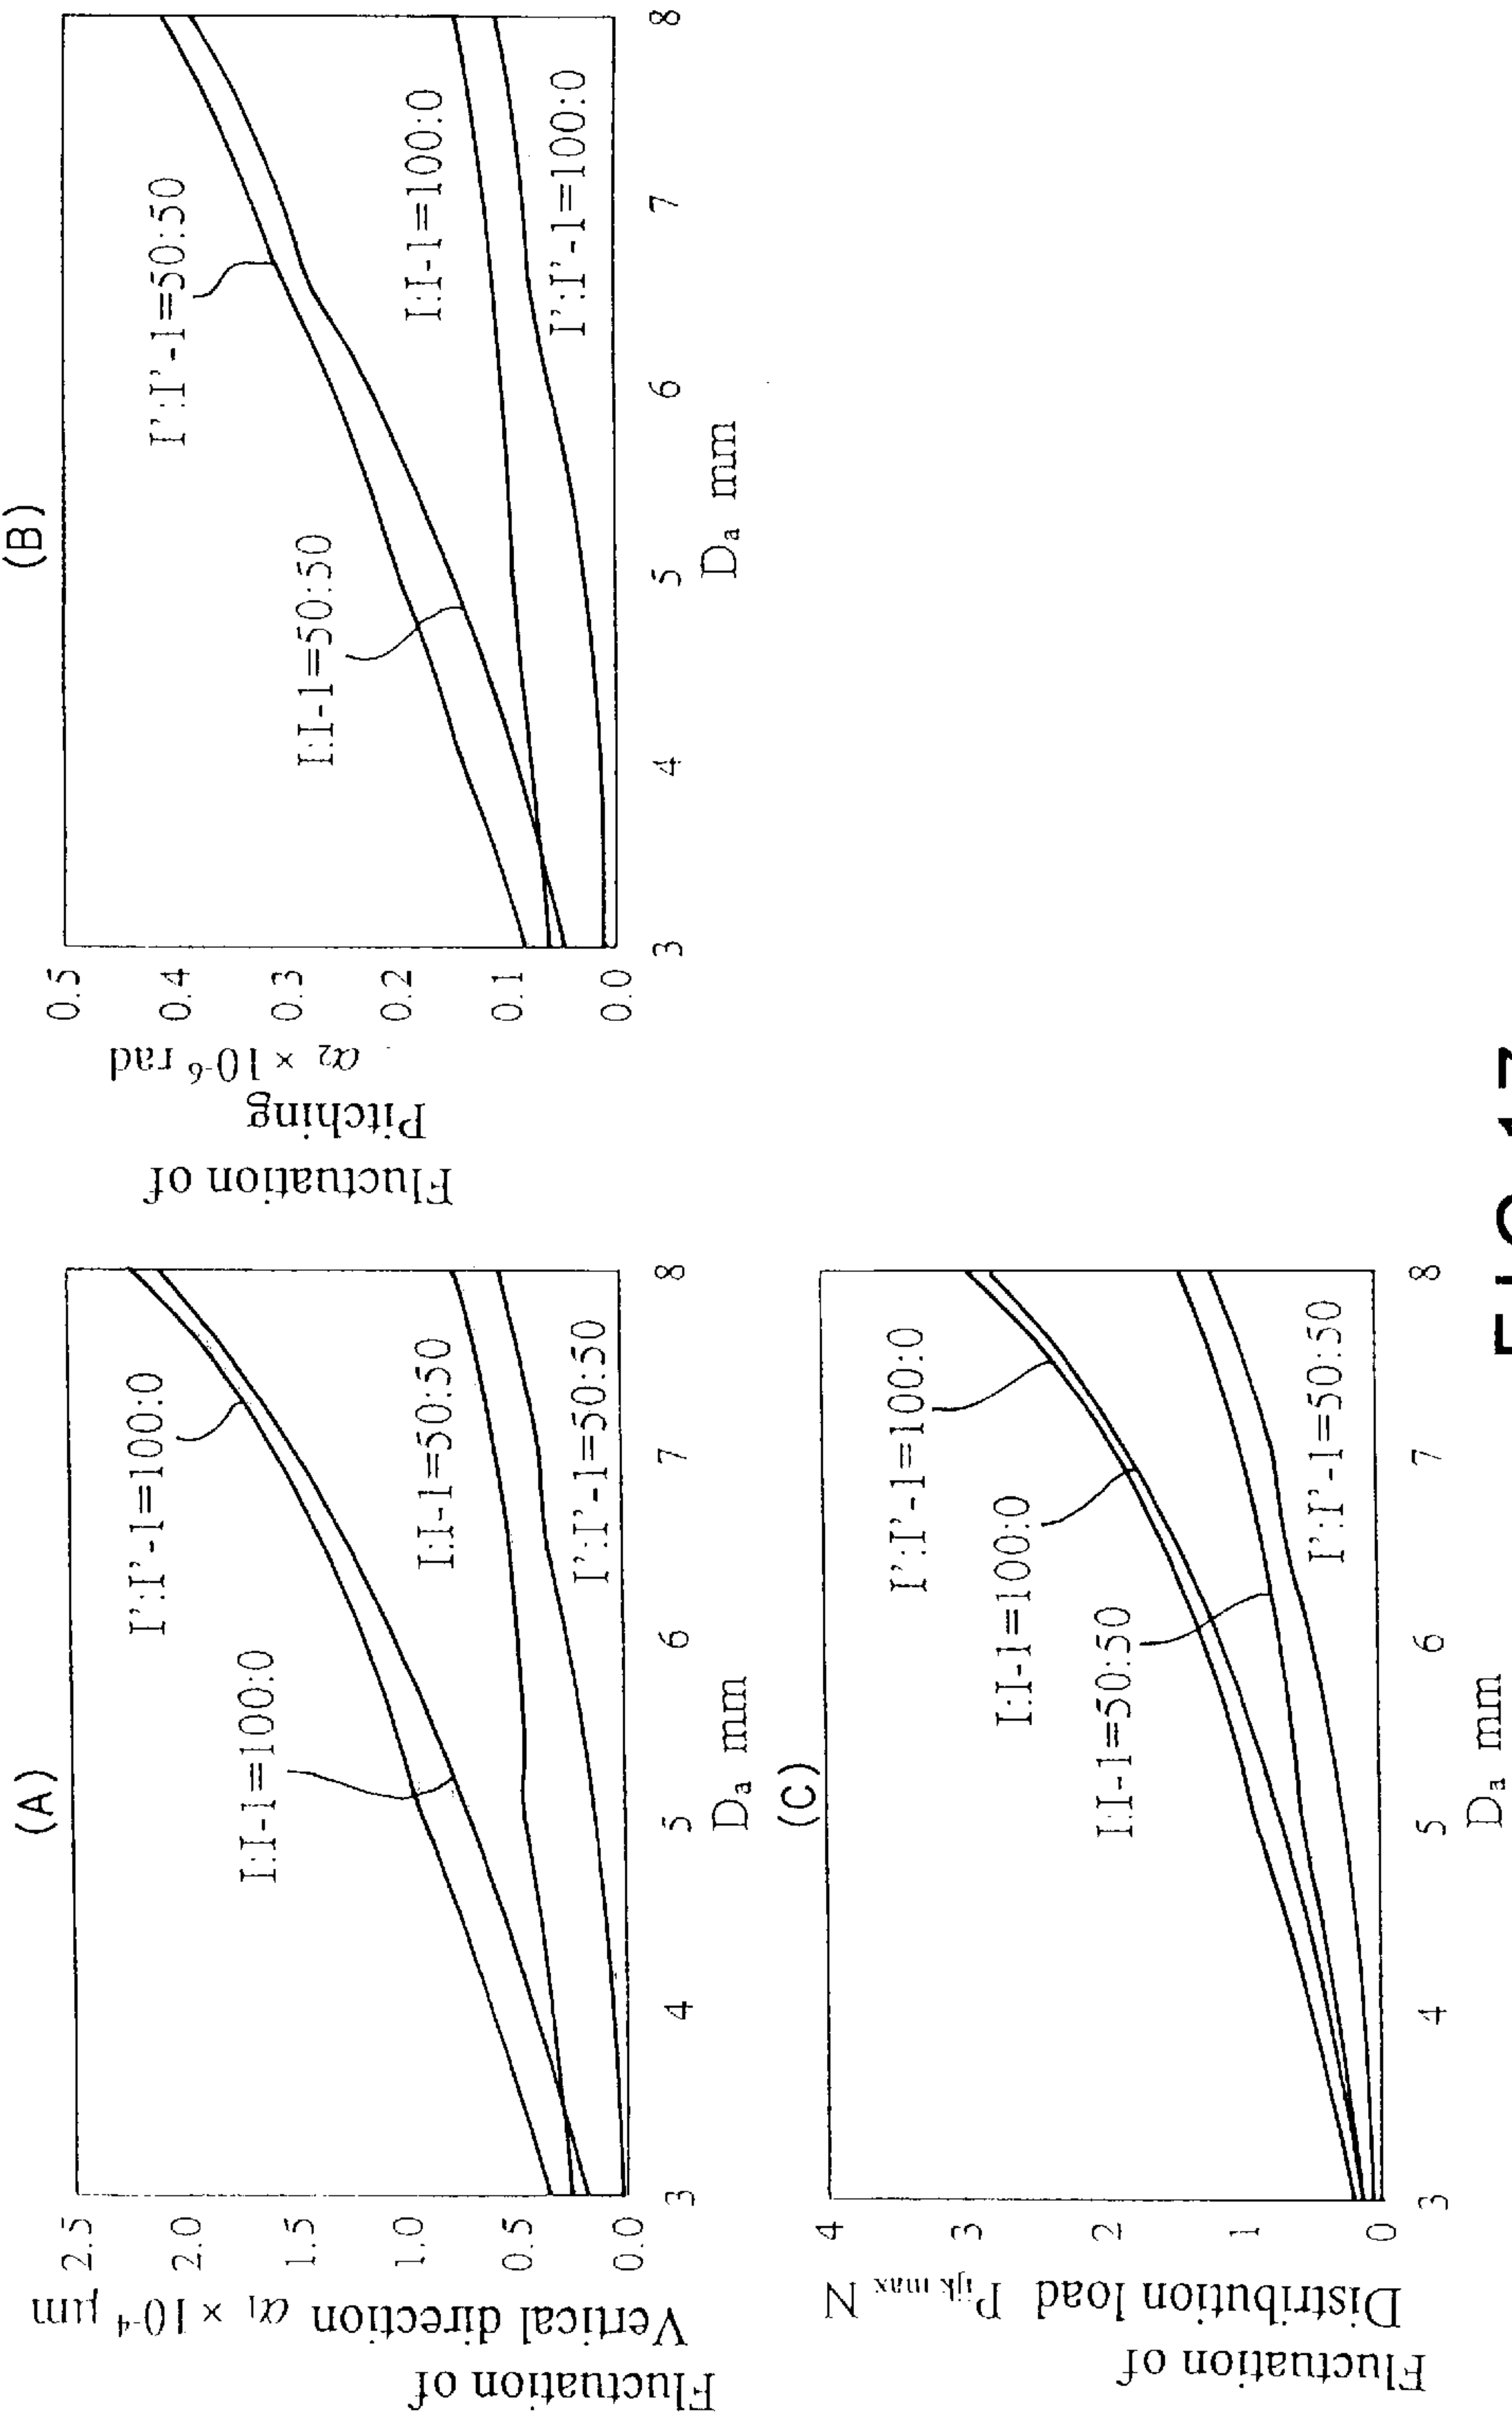 (A)
Fluctuation of
Vertical direction α₁ × 10⁻⁴ μm
2.5
2.0
1.5
1.0
0.5
0.0
I':I'-1=100:0
I:I-1=100:0
I:I-1=50:50
I':I'-1=50:50
3 4 5 6 7 8
Dₐ mm
(B)
Fluctuation of
Pitching
α₂ × 10⁻⁶ rad
0.5
0.4
0.3
0.2
0.1
0.0
I':I'-1=50:50
I:I-1=50:50
I:I-1=100:0
I':I'-1=100:0
3 4 5 6 7 8
Dₐ mm
(C)
Fluctuation of
Distribution load P_ijk max N
4
3
2
1
0
I':I'-1=100:0
I:I-1=100:0
I:I-1=50:50
I':I'-1=50:50
3 4 5 6 7 8
Dₐ mm